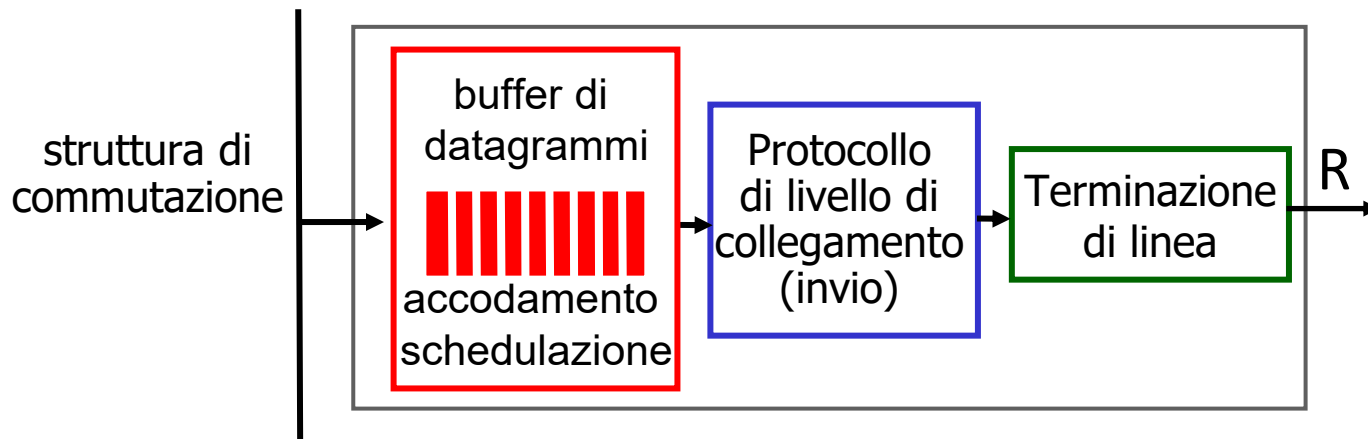 struttura di
commutazione
buffer di
datagrammi
accodamento
schedulazione
Protocollo
di livello di
collegamento
(invio)
Terminazione
di linea
R